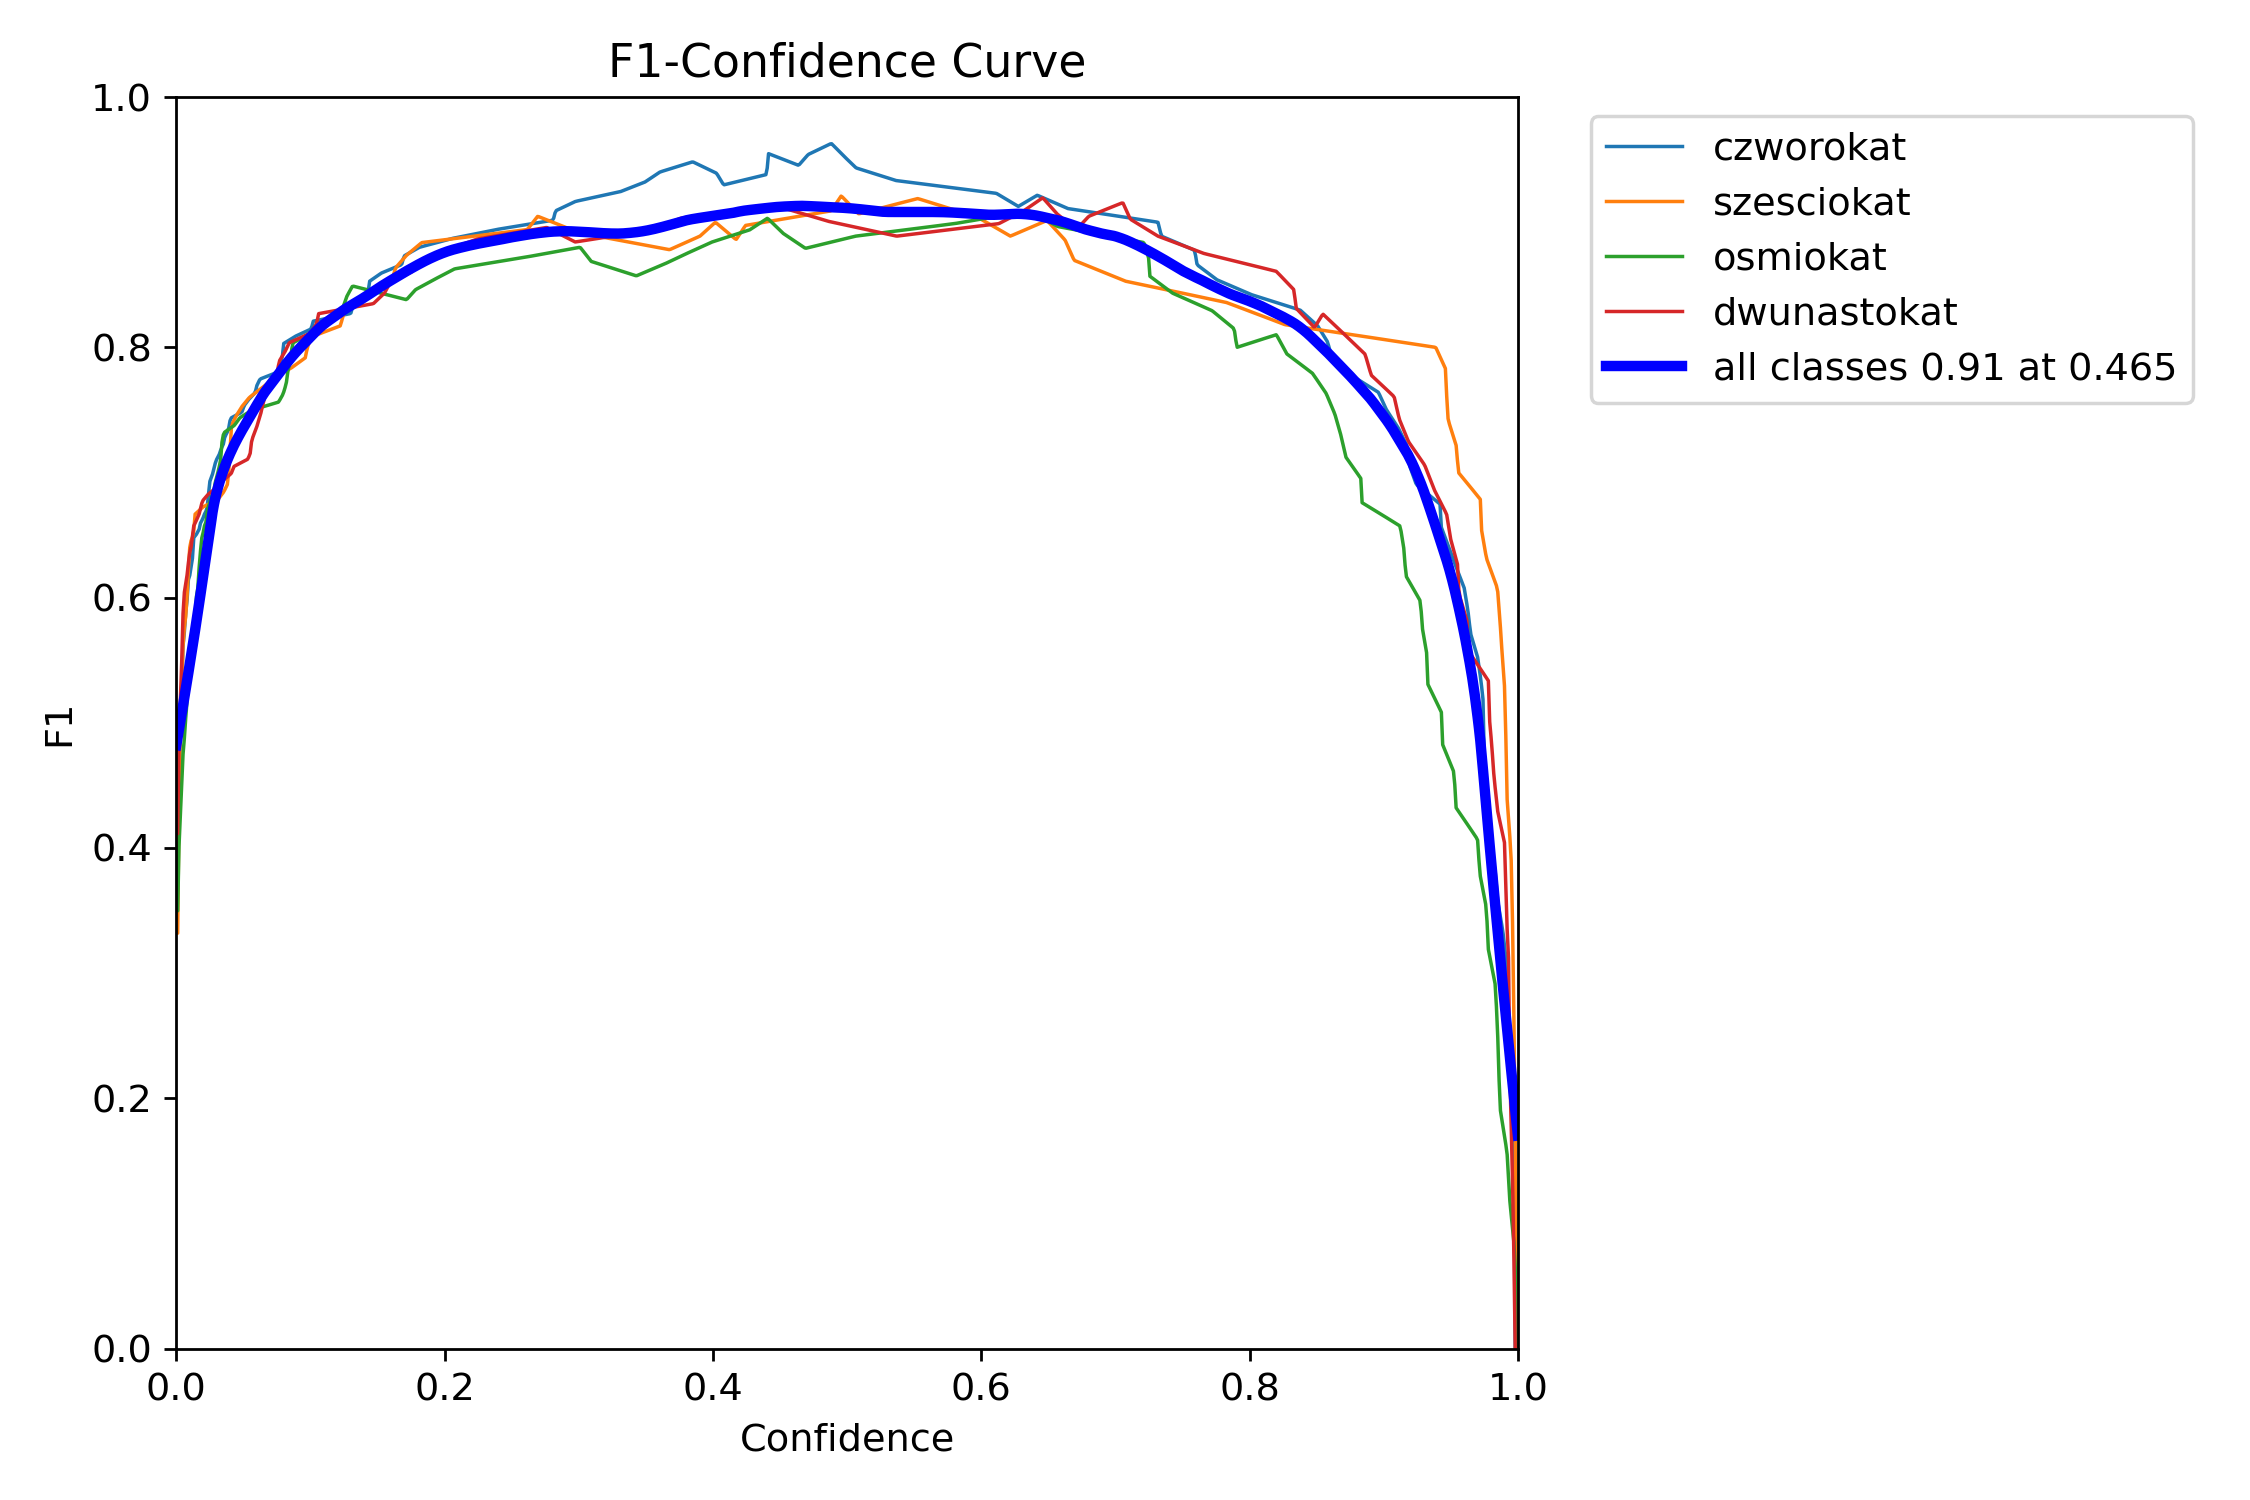 F1-Confidence Curve
1.0
0.8
0.6
0.4
0.2
0.0
F1
0.0 0.2 0.4 0.6 0.8 1.0
Confidence
czworokat
szesciokat
osmiokat
dwunastokat
all classes 0.91 at 0.465